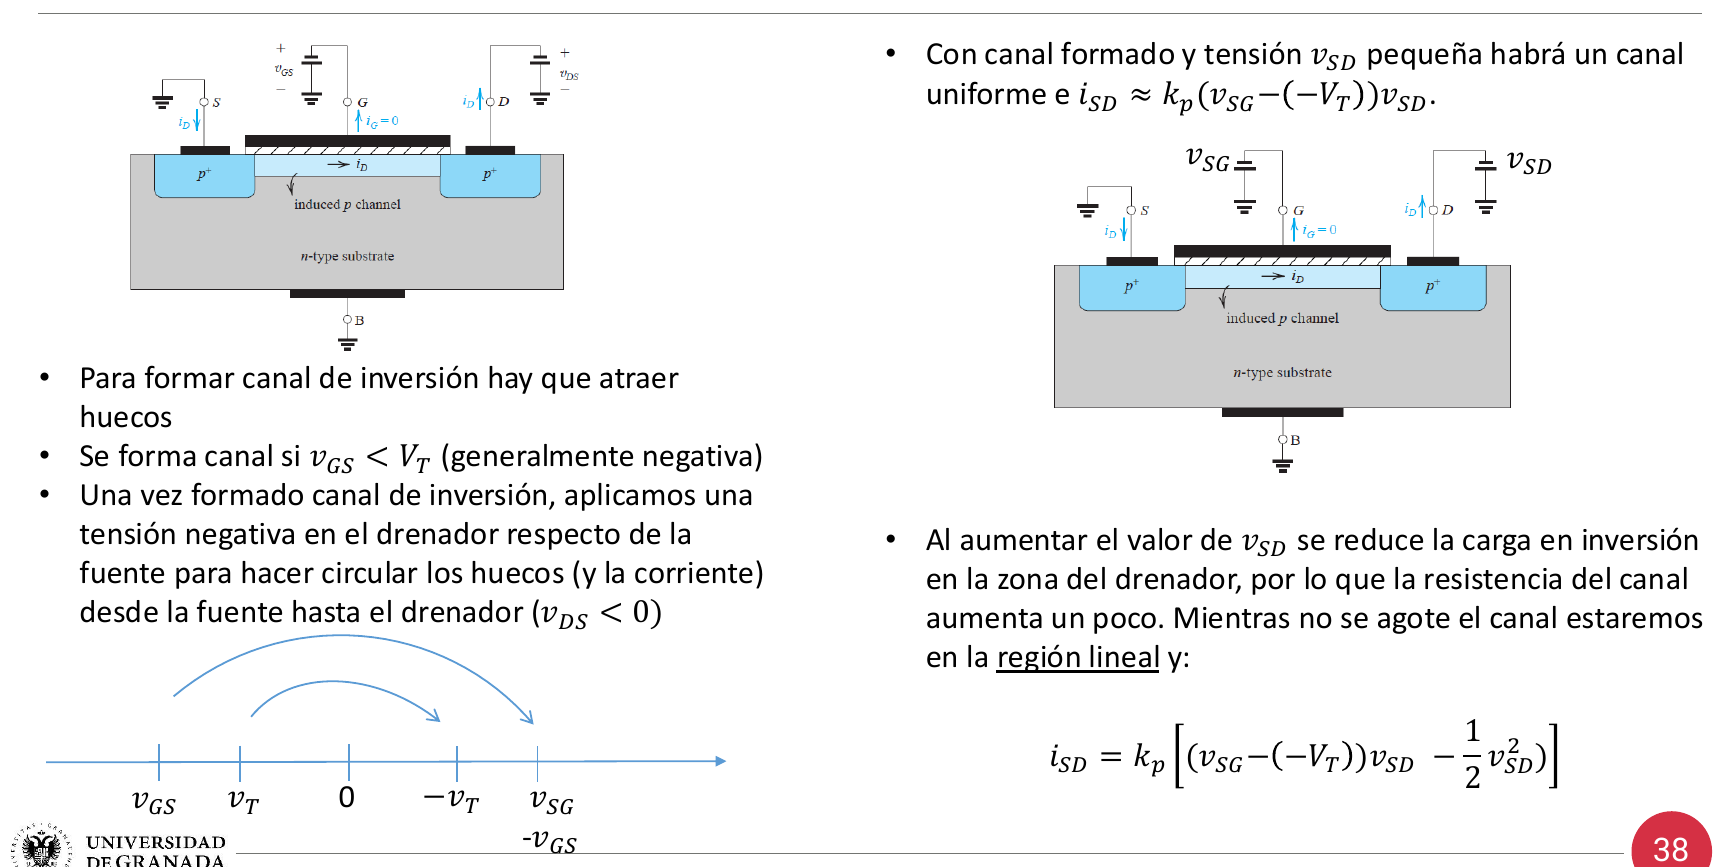 +
v_GS
−
S
i_D
G
i_G = 0
i_D
D
+
v_DS
−
p⁺
i_D
p⁺
induced p channel
n-type substrate
B
• Para formar canal de inversión hay que atraer
huecos
• Se forma canal si v_GS < V_T (generalmente negativa)
• Una vez formado canal de inversión, aplicamos una
tensión negativa en el drenador respecto de la
fuente para hacer circular los huecos (y la corriente)
desde la fuente hasta el drenador (v_DS < 0)
v_GS v_T 0 −v_T v_SG
-v_GS
• Con canal formado y tensión v_SD pequeña habrá un canal
uniforme e i_SD ≈ k_p(v_SG−(−V_T))v_SD.
v_SG
v_SD
S
i_D
G
i_G = 0
i_D
D
p⁺
i_D
p⁺
induced p channel
n-type substrate
B
• Al aumentar el valor de v_SD se reduce la carga en inversión
en la zona del drenador, por lo que la resistencia del canal
aumenta un poco. Mientras no se agote el canal estaremos
en la región lineal y:
i_SD = k_p[(v_SG−(−V_T))v_SD − 1/2 v²_SD)]
UNIVERSIDAD
DE GRANADA
38